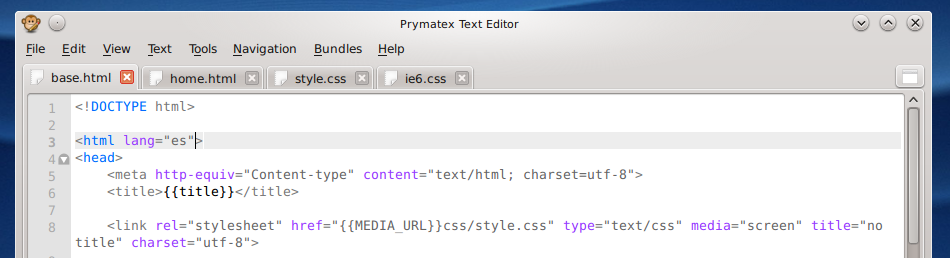 Prymatex Text Editor
File Edit View Text Tools Navigation Bundles Help
base.html home.html style.css ie6.css
1 <!DOCTYPE html>
2
3 <html lang="es">
4 <head>
5 <meta http-equiv="Content-type" content="text/html; charset=utf-8">
6 <title>{{title}}</title>
7
8 <link rel="stylesheet" href="{{MEDIA_URL}}css/style.css" type="text/css" media="screen" title="no
title" charset="utf-8">